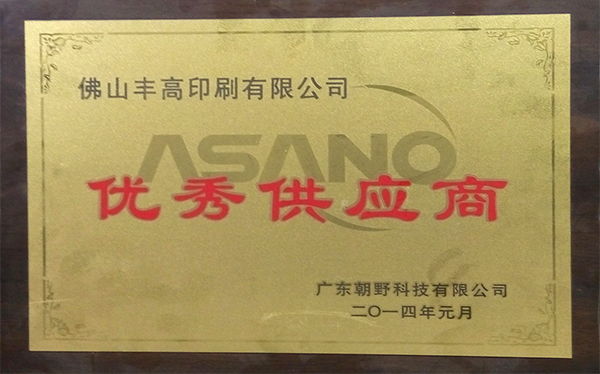 佛山丰高印刷有限公司
ASANO
优秀供应商
广东朝野科技有限公司
二〇一四年元月